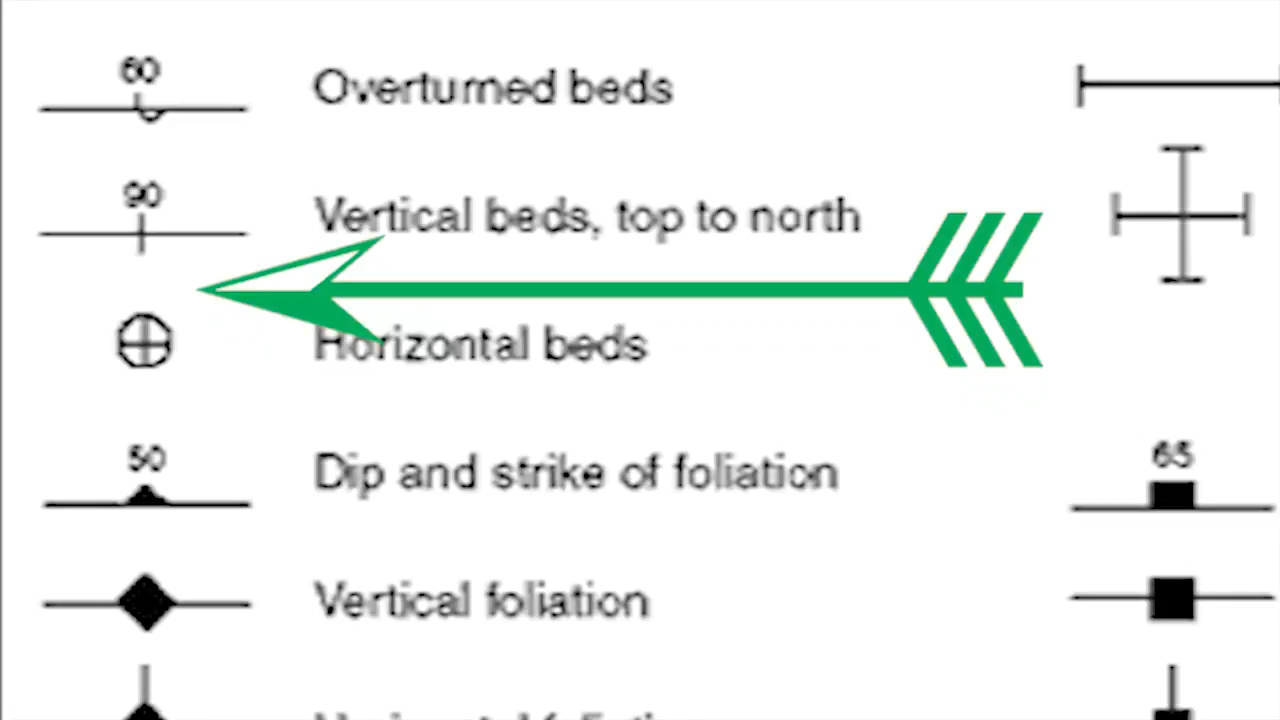 60 Overturned beds
90 Vertical beds, top to north
Horizontal beds
50 Dip and strike of foliation 65
Vertical foliation